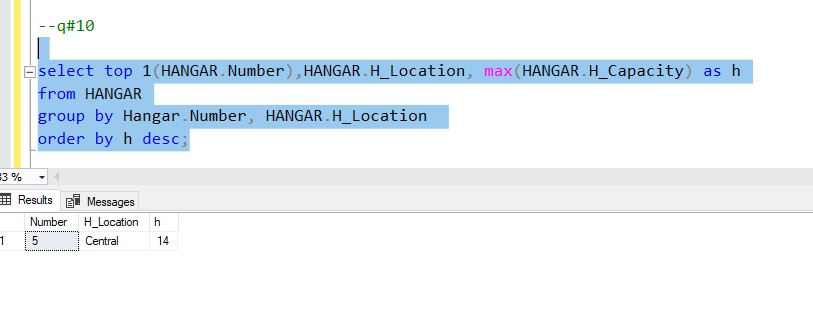 --q#10
select top 1(HANGAR.Number),HANGAR.H_Location, max(HANGAR.H_Capacity) as h
from HANGAR
group by Hangar.Number, HANGAR.H_Location
order by h desc;
3 %
Results Messages
Number H_Location h
1 5 Central 14